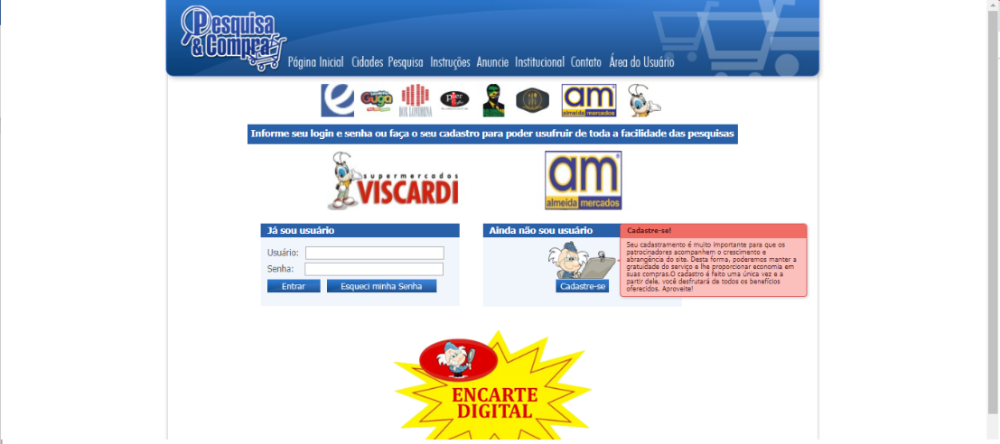 Pesquisa
&Compra
Página Inicial Cidades Pesquisa Instruções Anuncie Institucional Contato Área do Usuário
Guga
BOX LONDRINA
Pier
am
almeida mercados
Informe seu login e senha ou faça o seu cadastro para poder usufruir de toda a facilidade das pesquisas
supermercados
VISCARDI
am
almeida mercados
Já sou usuário
Usuário:
Senha:
Entrar Esqueci minha Senha
Ainda não sou usuário
Cadastre-se
Cadastre-se!
Seu cadastramento é muito importante para que os
patrocinadores acompanhem o crescimento e
abrangência do site. Desta forma, poderemos manter a
gratuidade do serviço e lhe proporcionar economia em
suas compras.O cadastro é feito uma única vez e a
partir dele, você desfrutará de todos os benefícios
oferecidos. Aproveite!
ENCARTE
DIGITAL